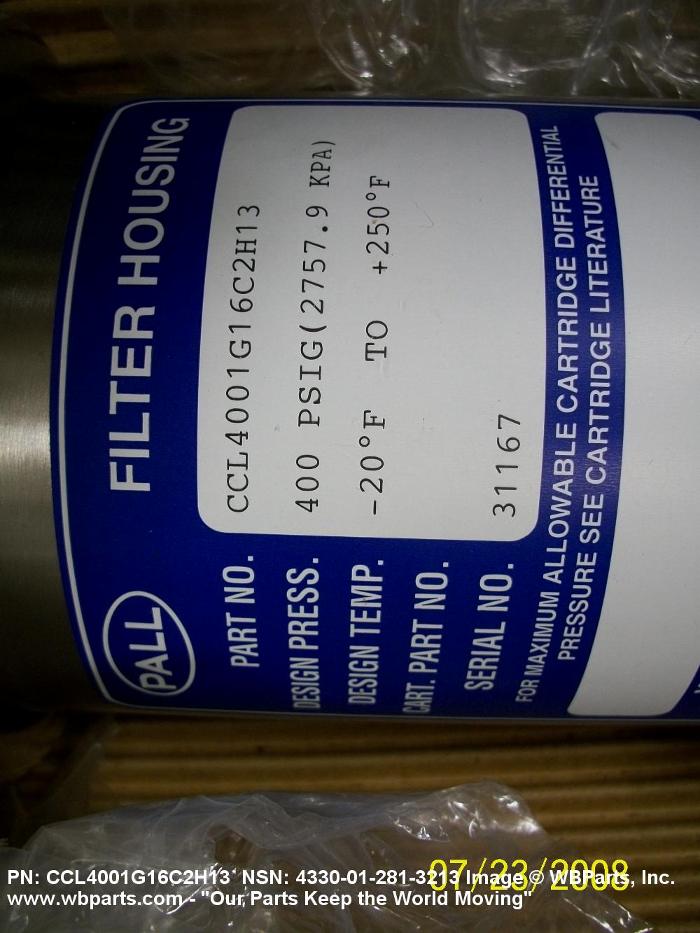 PALL FILTER HOUSING
PART NO. CCL4001G16C2H13
DESIGN PRESS. 400 PSIG(2757.9 KPA)
DESIGN TEMP. -20°F TO +250°F
CART. PART NO.
SERIAL NO. 31167
FOR MAXIMUM ALLOWABLE CARTRIDGE DIFFERENTIAL
PRESSURE SEE CARTRIDGE LITERATURE
07/23/2008
PN: CCL4001G16C2H13 NSN: 4330-01-281-3213 Image © WBParts, Inc.
www.wbparts.com - "Our Parts Keep the World Moving"